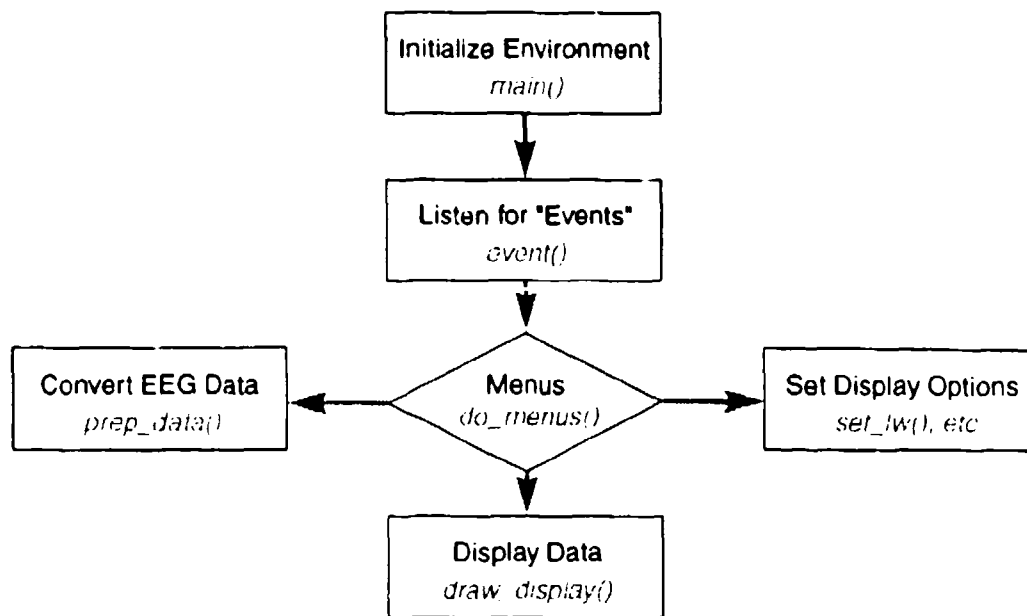 Initialize Environment
main()
Listen for "Events"
event()
Convert EEG Data
prep_data()
Menus
do_menus()
Set Display Options
set_lw(), etc
Display Data
draw_display()